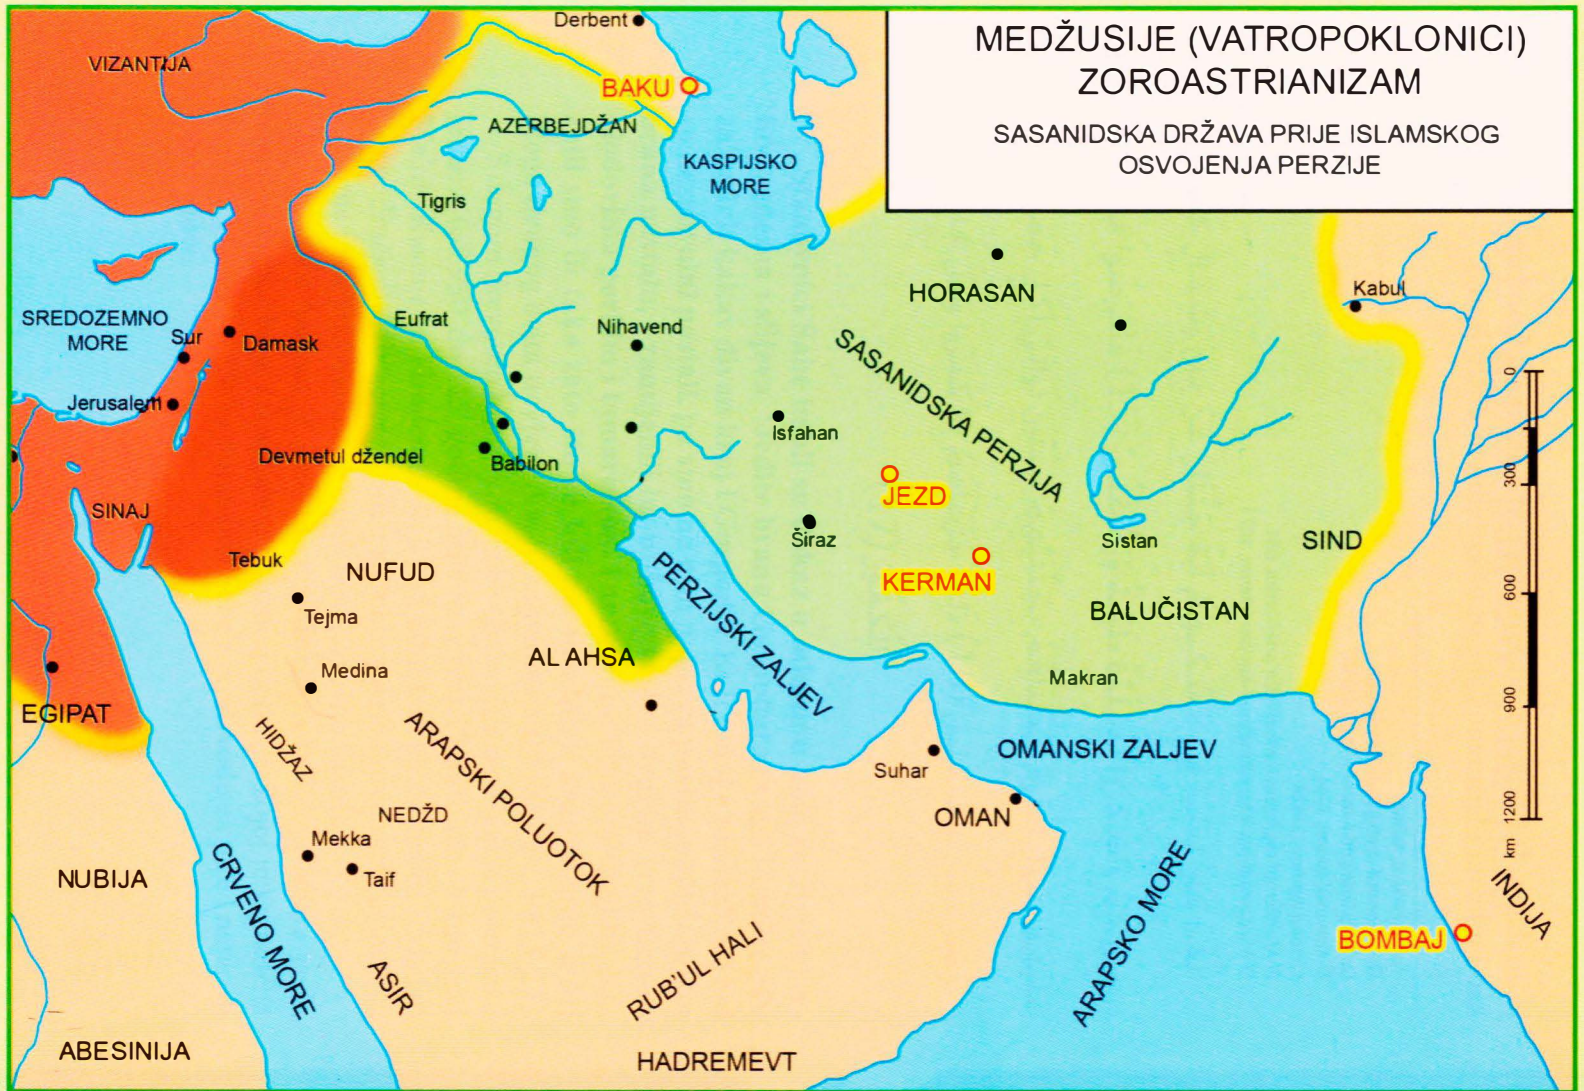 MEDŽUSIJE (VATROPOKLONICI)
ZOROASTRIANIZAM
SASANIDSKA DRŽAVA PRIJE ISLAMSKOG
OSVOJENJA PERZIJE
Derbent
VIZANTIJA
BAKU
AZERBEJDŽAN
KASPIJSKO
MORE
Tigris
HORASAN
Kabul
SREDOZEMNO
MORE
Sur
Damask
Eufrat
Nihavend
SASANIDSKA PERZIJA
Jerusalem
Isfahan
Devmetul džendel
Babilon
JEZD
SINAJ
Širaz
Sistan
SIND
Tebuk
NUFUD
KERMAN
PERZIJSKI ZALJEV
Tejma
BALUČISTAN
AL AHSA
Medina
Makran
EGIPAT
HIDŽAZ
ARAPSKI POLUOTOK
OMANSKI ZALJEV
Suhar
NEDŽD
OMAN
Mekka
Taif
NUBIJA
CRVENO MORE
ARAPSKO MORE
INDIJA
BOMBAJ
ASIR
RUB'UL HALI
ABESINIJA
HADREMEVT
0
300
600
900
1200
km